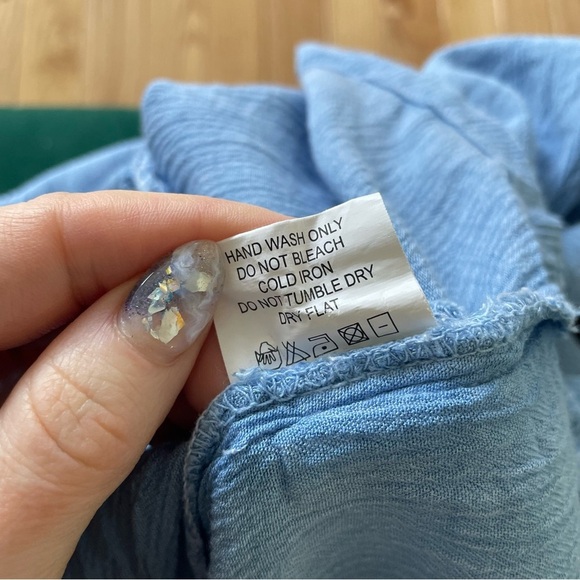 HAND WASH ONLY
DO NOT BLEACH
COLD IRON
DO NOT TUMBLE DRY
DRY FLAT